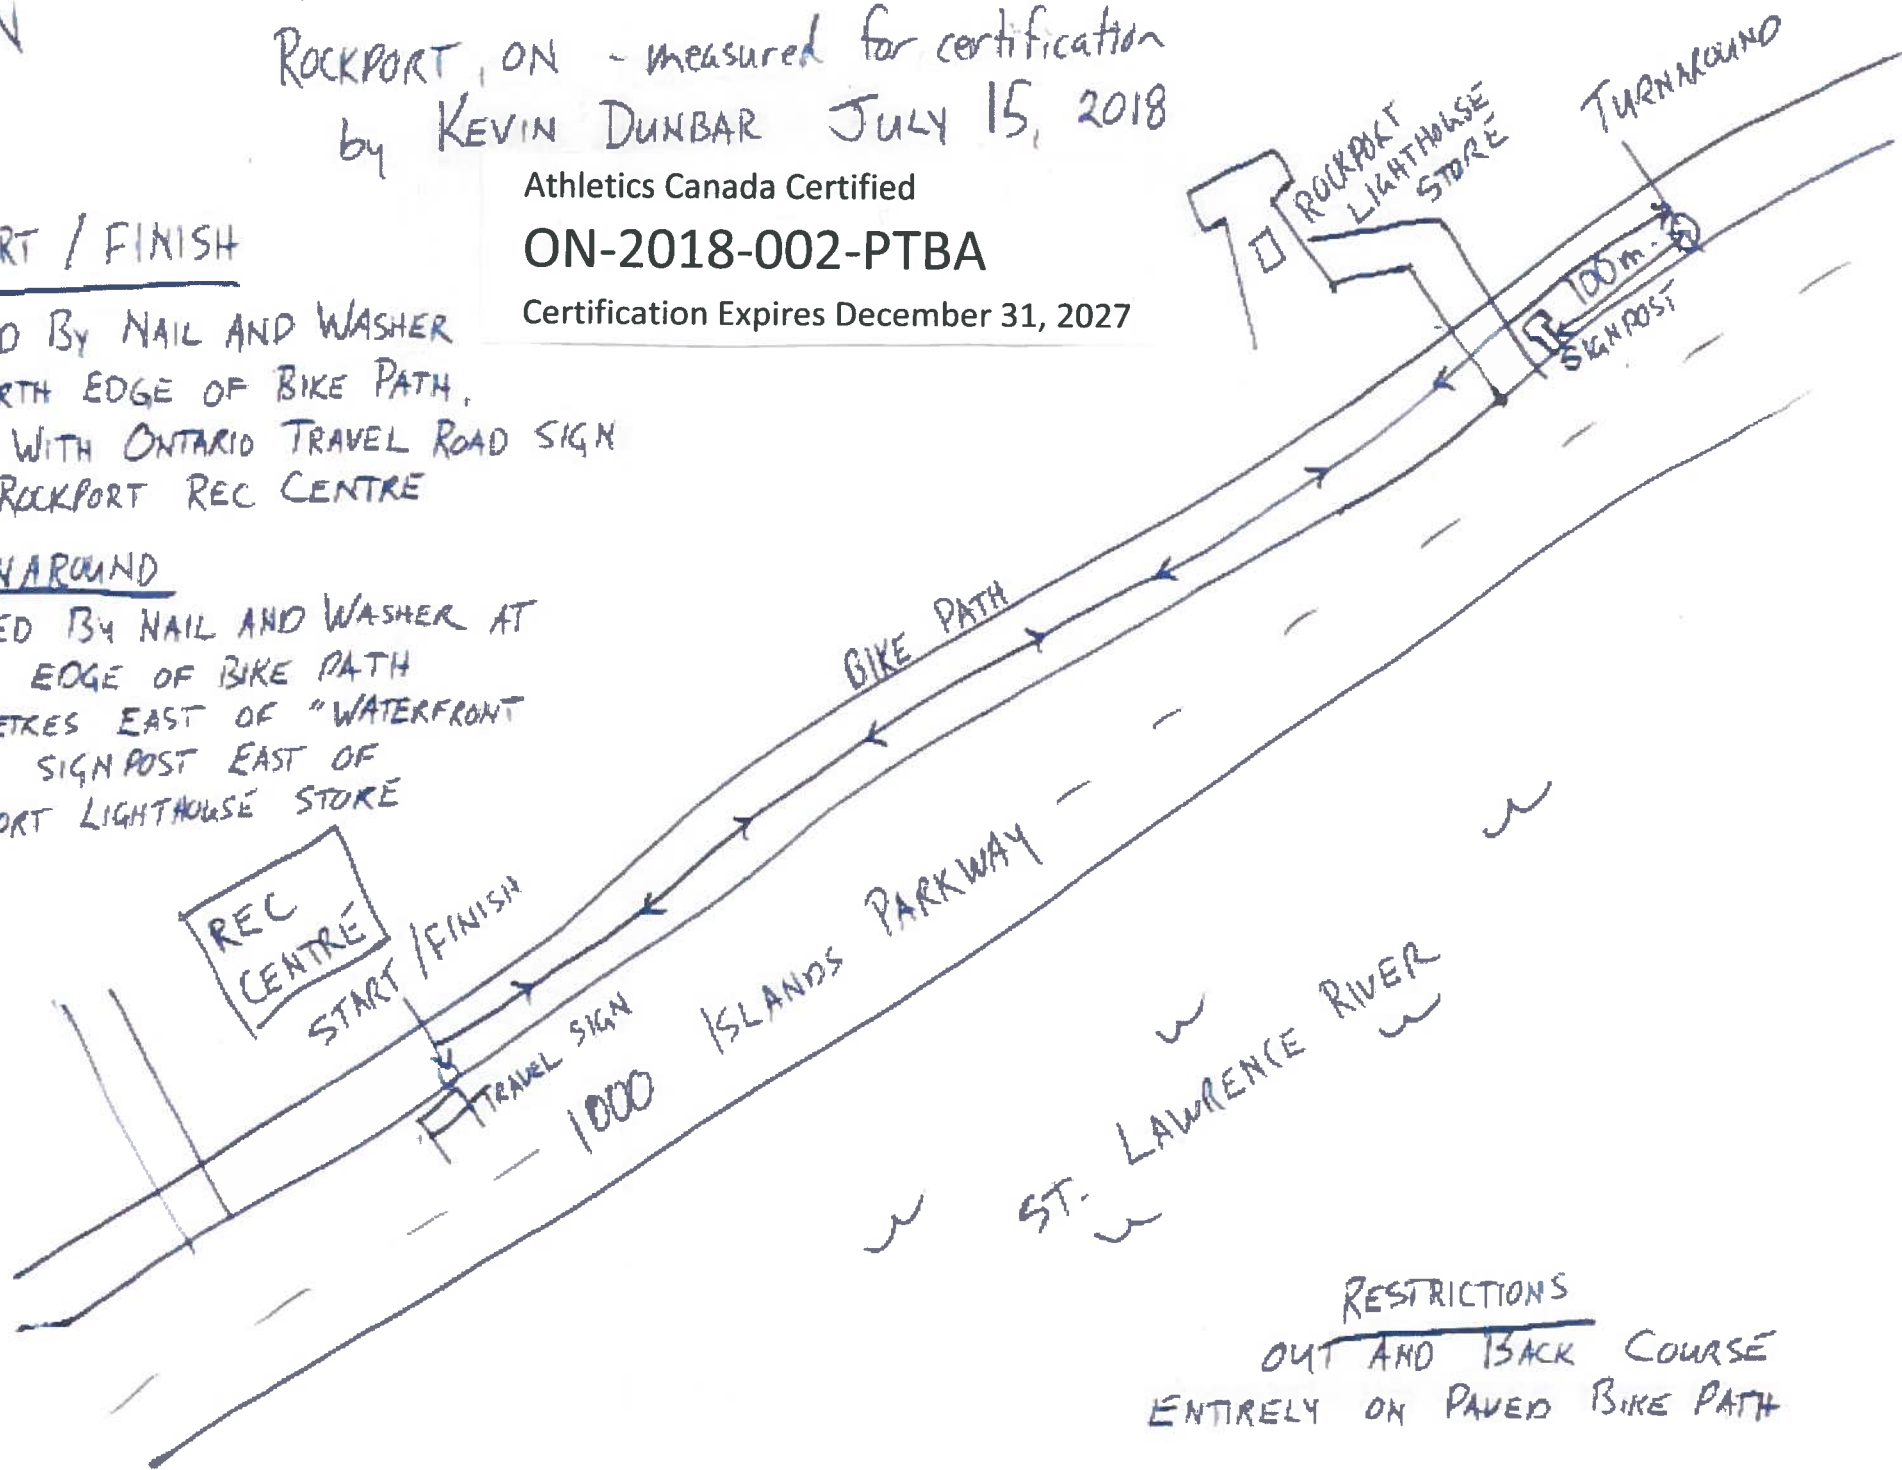 N
ROCKPORT, ON - measured for certification
by KEVIN DUNBAR JULY 15, 2018
Athletics Canada Certified
ON-2018-002-PTBA
Certification Expires December 31, 2027
RT / FINISH
D By NAIL AND WASHER
RTH EDGE OF BIKE PATH,
WITH ONTARIO TRAVEL ROAD SIGN
ROCKPORT REC CENTRE
NAROUND
ED By NAIL AND WASHER AT
EDGE OF BIKE PATH
ETRES EAST OF "WATERFRONT
SIGNPOST EAST OF
ORT LIGHTHOUSE STORE
ROCKPORT
LIGHTHOUSE
STORE
TURNAROUND
100m.
SIGNPOST
BIKE PATH
REC
CENTRE
START / FINISH
TRAVEL SIGN
1000 ISLANDS PARKWAY
ST. LAWRENCE RIVER
RESTRICTIONS
OUT AND BACK COURSE
ENTIRELY ON PAVED BIKE PATH